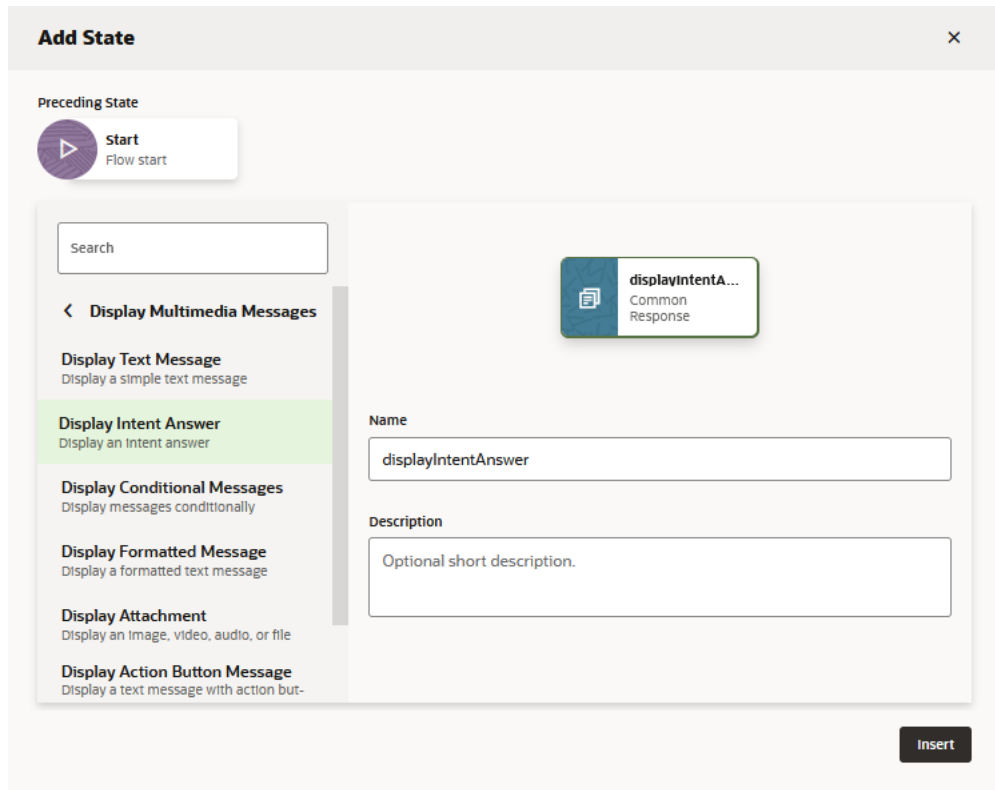 Add State
Preceding State
Start
Flow start
Search
Display Multimedia Messages
Display Text Message
Display a simple text message
Display Intent Answer
Display an intent answer
Display Conditional Messages
Display messages conditionally
Display Formatted Message
Display a formatted text message
Display Attachment
Display an image, video, audio, or file
Display Action Button Message
Display a text message with action but-
displayIntentA...
Common
Response
Name
displayIntentAnswer
Description
Optional short description.
Insert